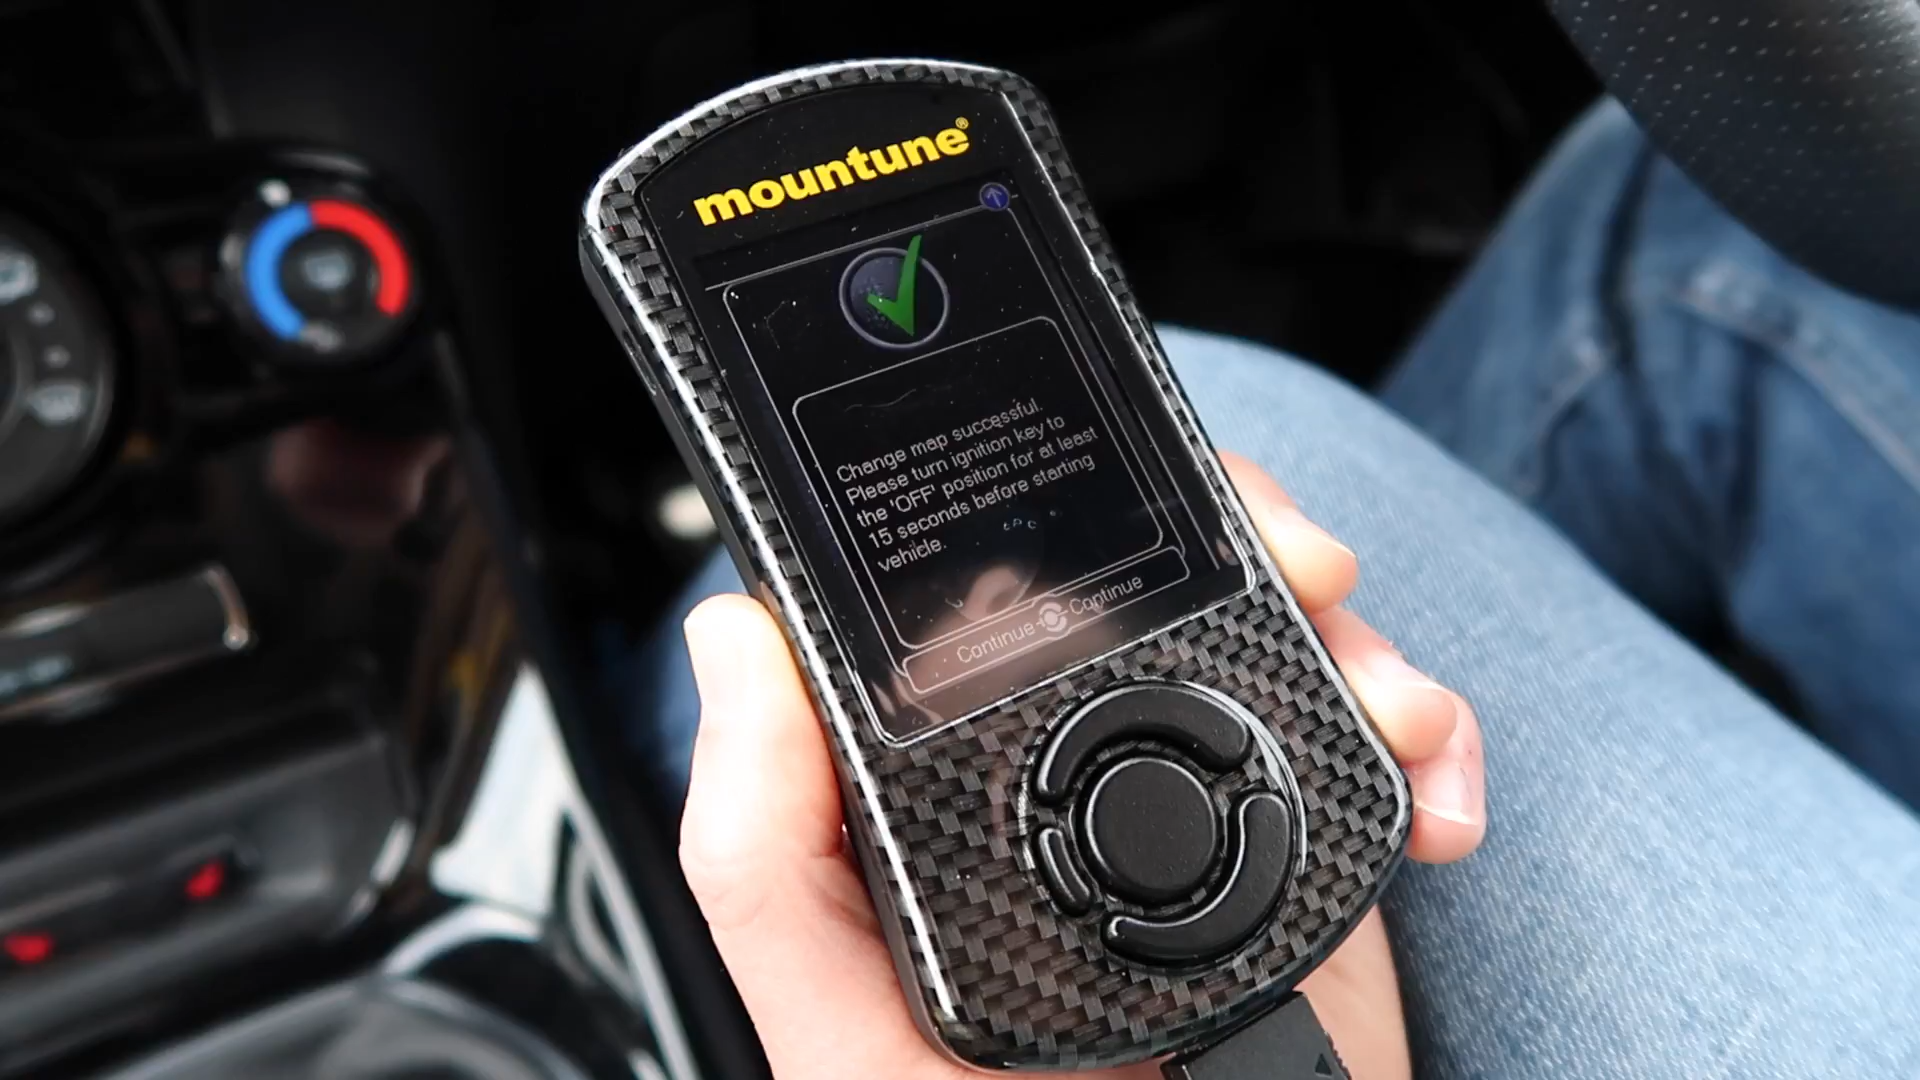 mountune®
Change map successful.
Please turn ignition key to
the 'OFF' position for at least
15 seconds before starting
vehicle.
Continue Continue